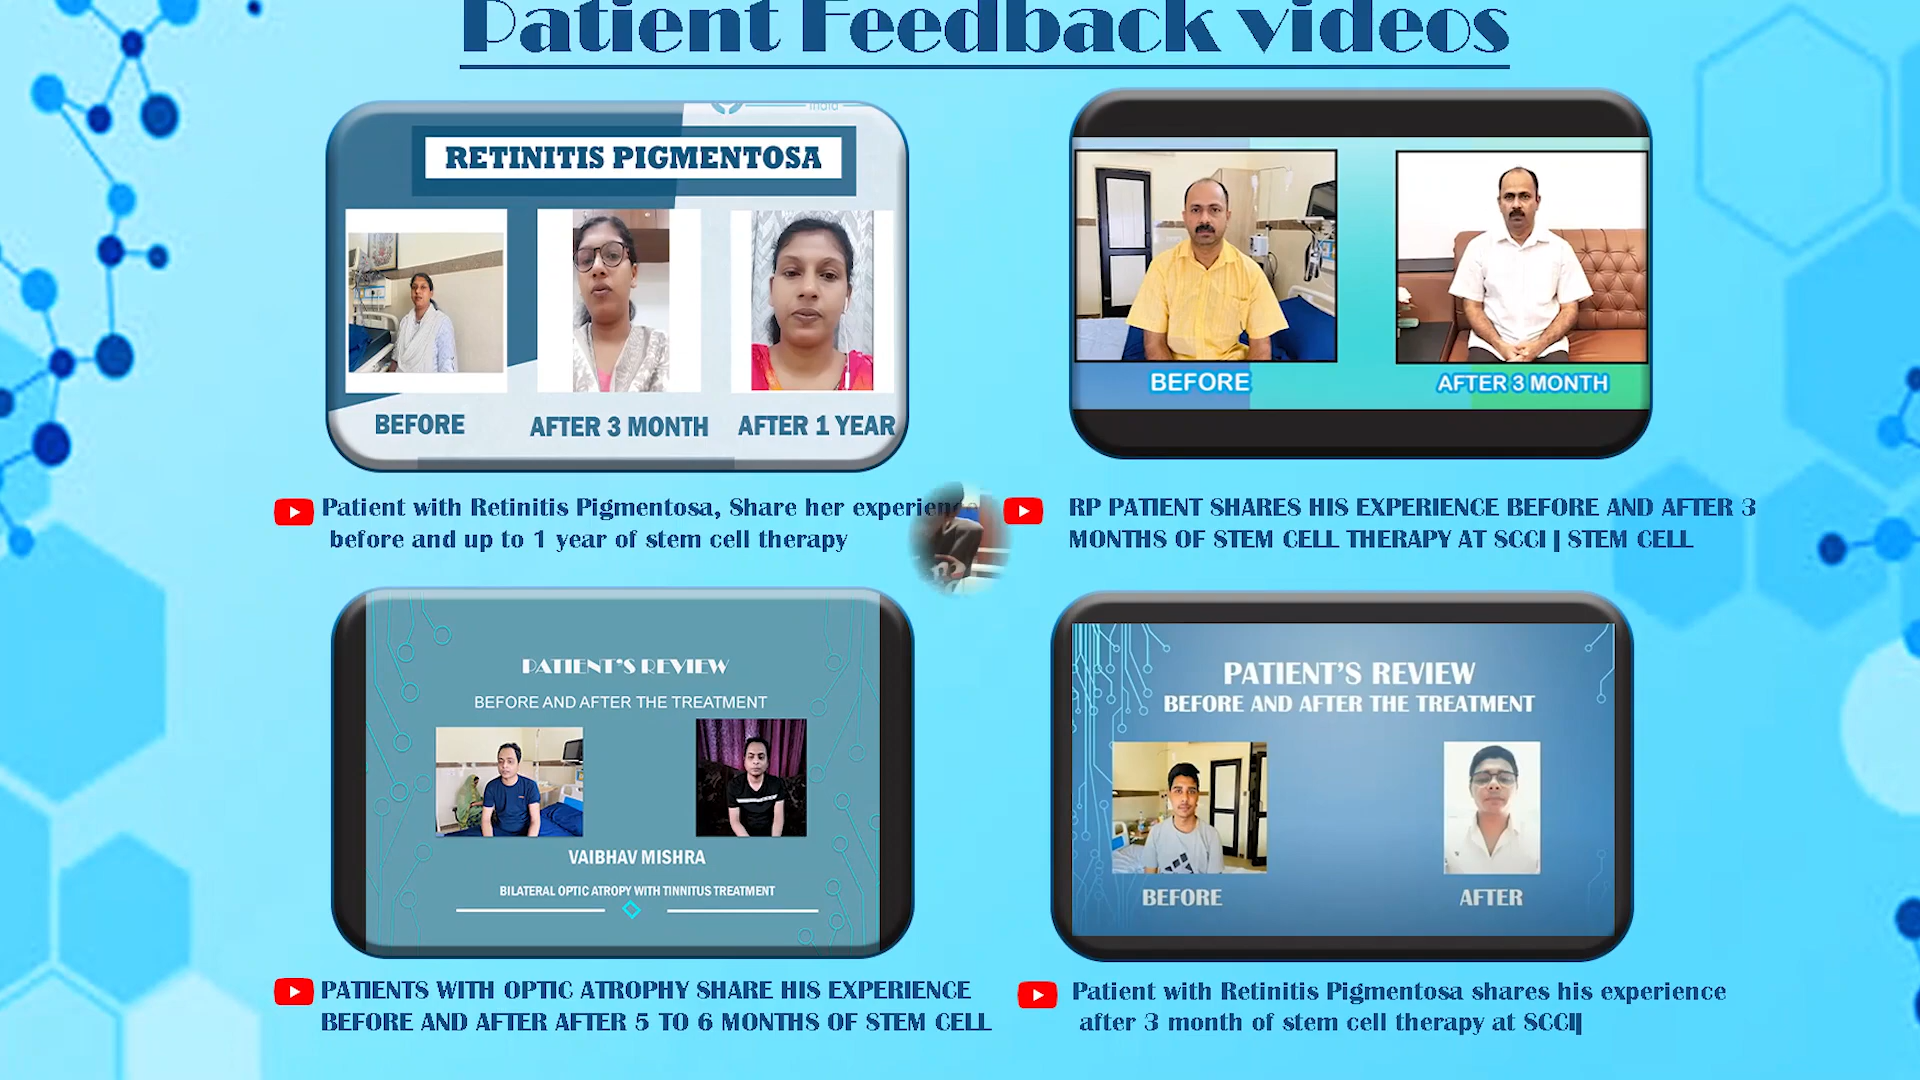 Patient Feedback videos
India
RETINITIS PIGMENTOSA
BEFORE
AFTER 3 MONTH
AFTER 1 YEAR
BEFORE
AFTER 3 MONTH
Patient with Retinitis Pigmentosa, Share her experience
before and up to 1 year of stem cell therapy
RP PATIENT SHARES HIS EXPERIENCE BEFORE AND AFTER 3
MONTHS OF STEM CELL THERAPY AT SCCI | STEM CELL
PATIENT'S REVIEW
BEFORE AND AFTER THE TREATMENT
VAIBHAV MISHRA
BILATERAL OPTIC ATROPY WITH TINNITUS TREATMENT
PATIENT'S REVIEW
BEFORE AND AFTER THE TREATMENT
BEFORE
AFTER
PATIENTS WITH OPTIC ATROPHY SHARE HIS EXPERIENCE
BEFORE AND AFTER AFTER 5 TO 6 MONTHS OF STEM CELL
Patient with Retinitis Pigmentosa shares his experience
after 3 month of stem cell therapy at SCCI|